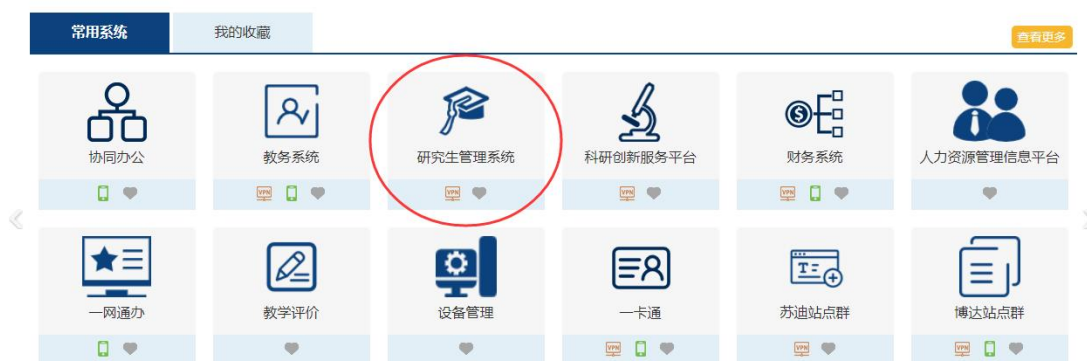 常用系统 我的收藏 查看更多
协同办公 教务系统 研究生管理系统 科研创新服务平台 财务系统 人力资源管理信息平台
VPN VPN VPN VPN
一网通办 教学评价 设备管理 一卡通 苏迪站点群 博达站点群
VPN VPN VPN